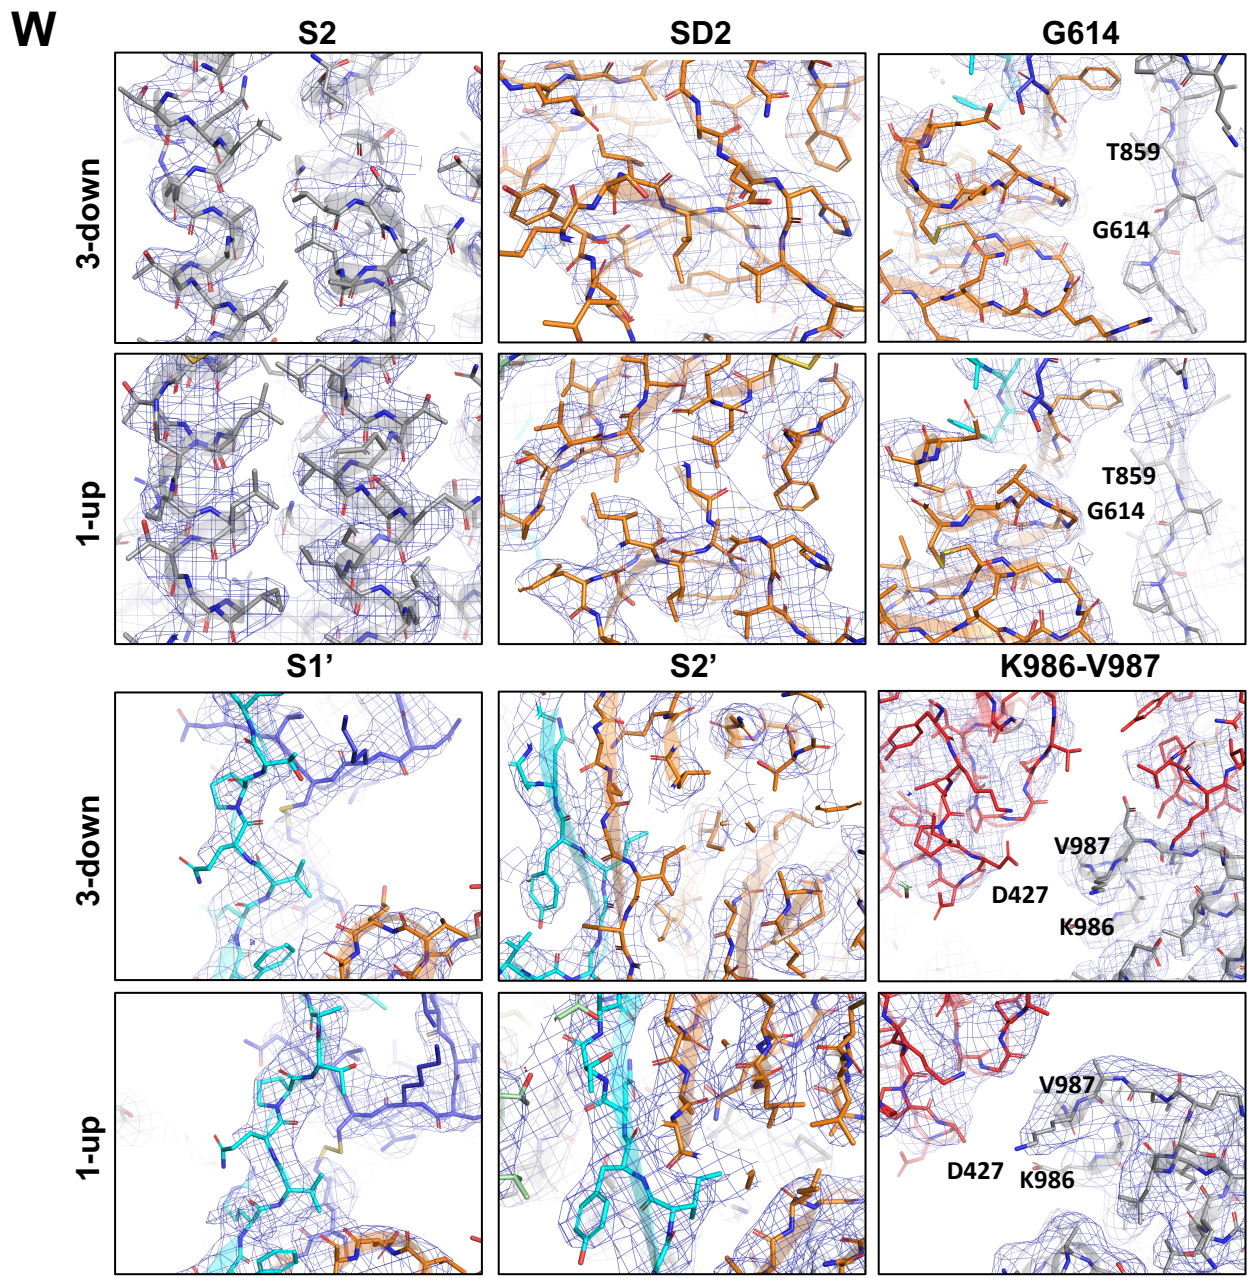 W
S2
SD2
G614
3-down
T859
G614
1-up
T859
G614
S1’
S2’
K986-V987
3-down
V987
D427
K986
1-up
V987
D427
K986